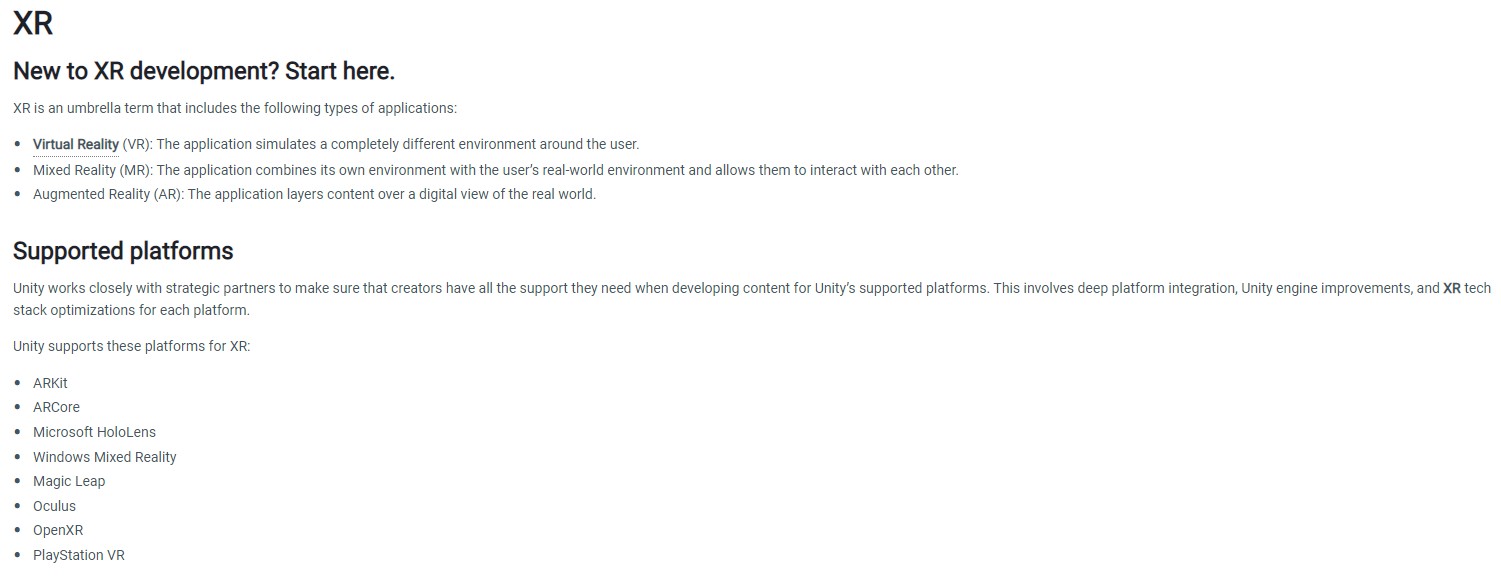 XR
New to XR development? Start here.
XR is an umbrella term that includes the following types of applications:
• Virtual Reality (VR): The application simulates a completely different environment around the user.
• Mixed Reality (MR): The application combines its own environment with the user’s real-world environment and allows them to interact with each other.
• Augmented Reality (AR): The application layers content over a digital view of the real world.
Supported platforms
Unity works closely with strategic partners to make sure that creators have all the support they need when developing content for Unity’s supported platforms. This involves deep platform integration, Unity engine improvements, and XR tech
stack optimizations for each platform.
Unity supports these platforms for XR:
• ARKit
• ARCore
• Microsoft HoloLens
• Windows Mixed Reality
• Magic Leap
• Oculus
• OpenXR
• PlayStation VR